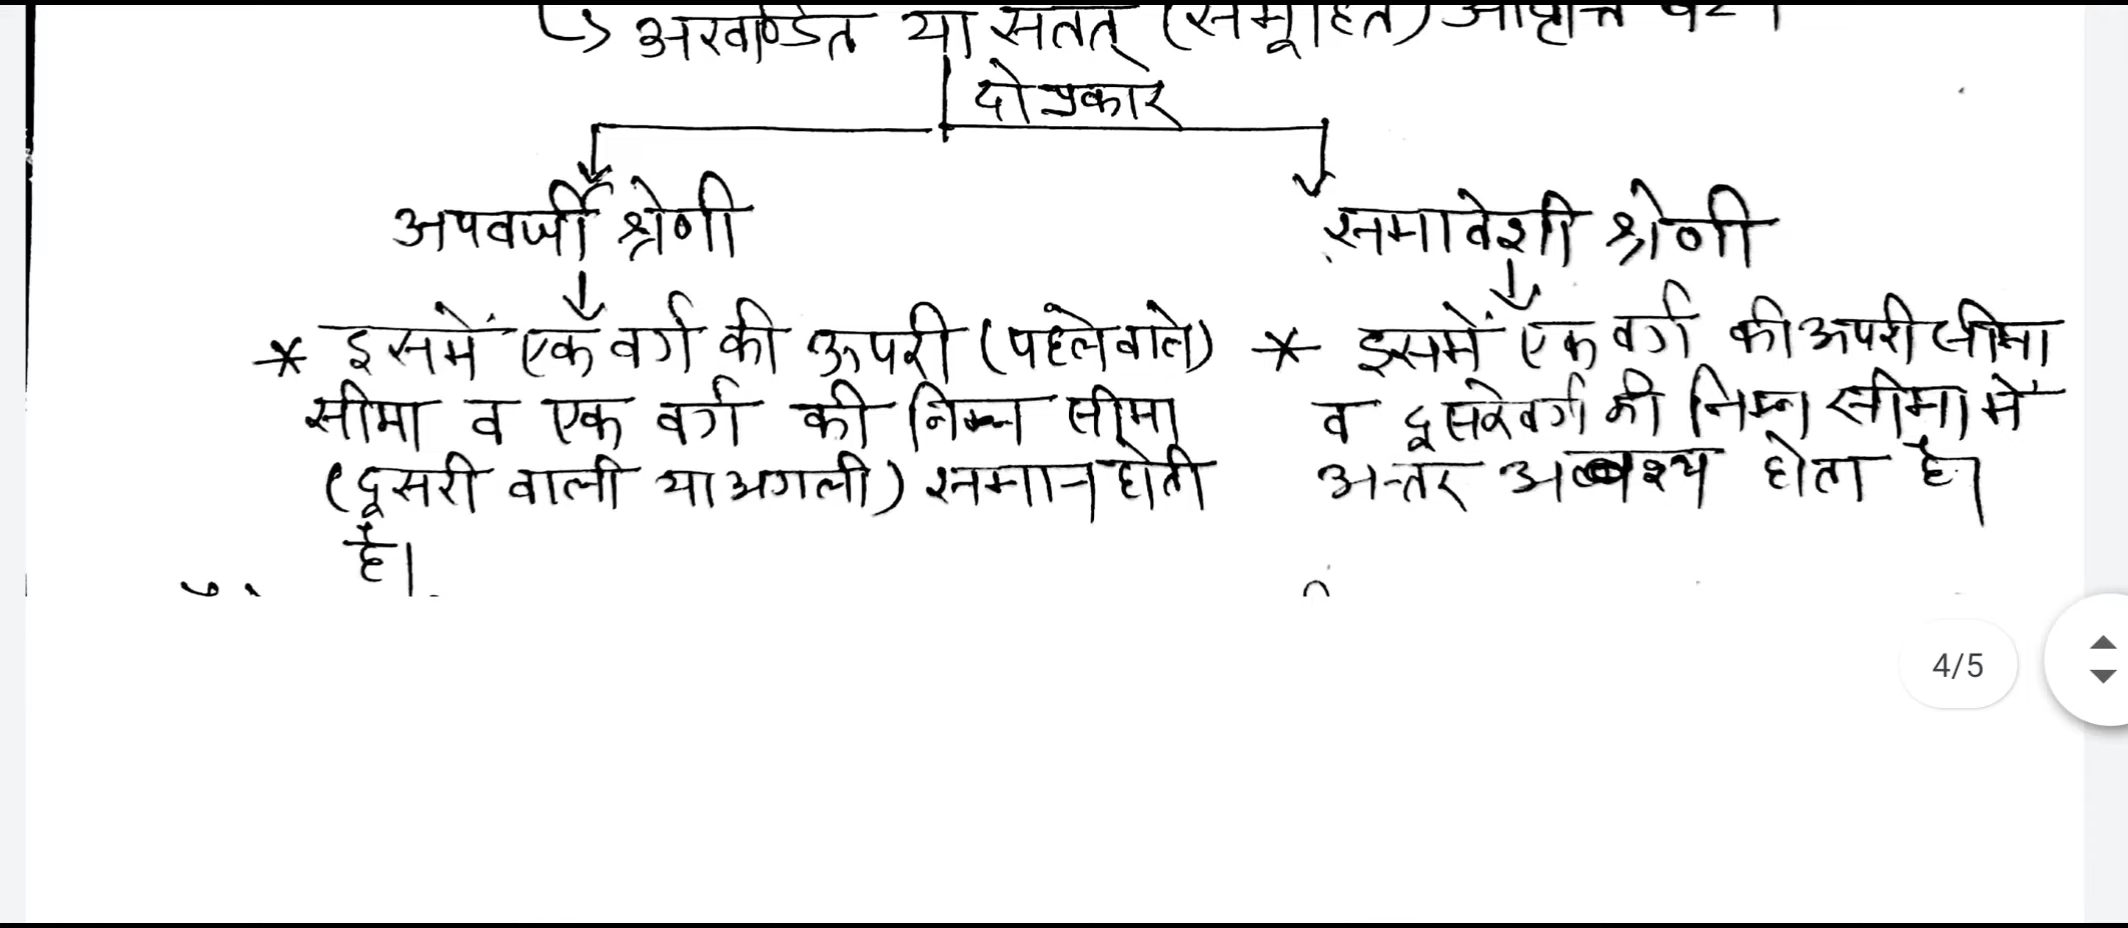 ↳ अखण्डित या सतत् (समूहित)
दो प्रकार
अपवर्जी श्रेणी
समावेशी श्रेणी
* इसमें एक वर्ग की ऊपरी (पहले वाले)
सीमा व एक वर्ग की निम्न सीमा
(दूसरी वाली या अगली) समान होती
है।
* इसमें एक वर्ग की ऊपरी सीमा
व दूसरे वर्ग की निम्न सीमा में
अन्तर अवश्य होता है।
4/5